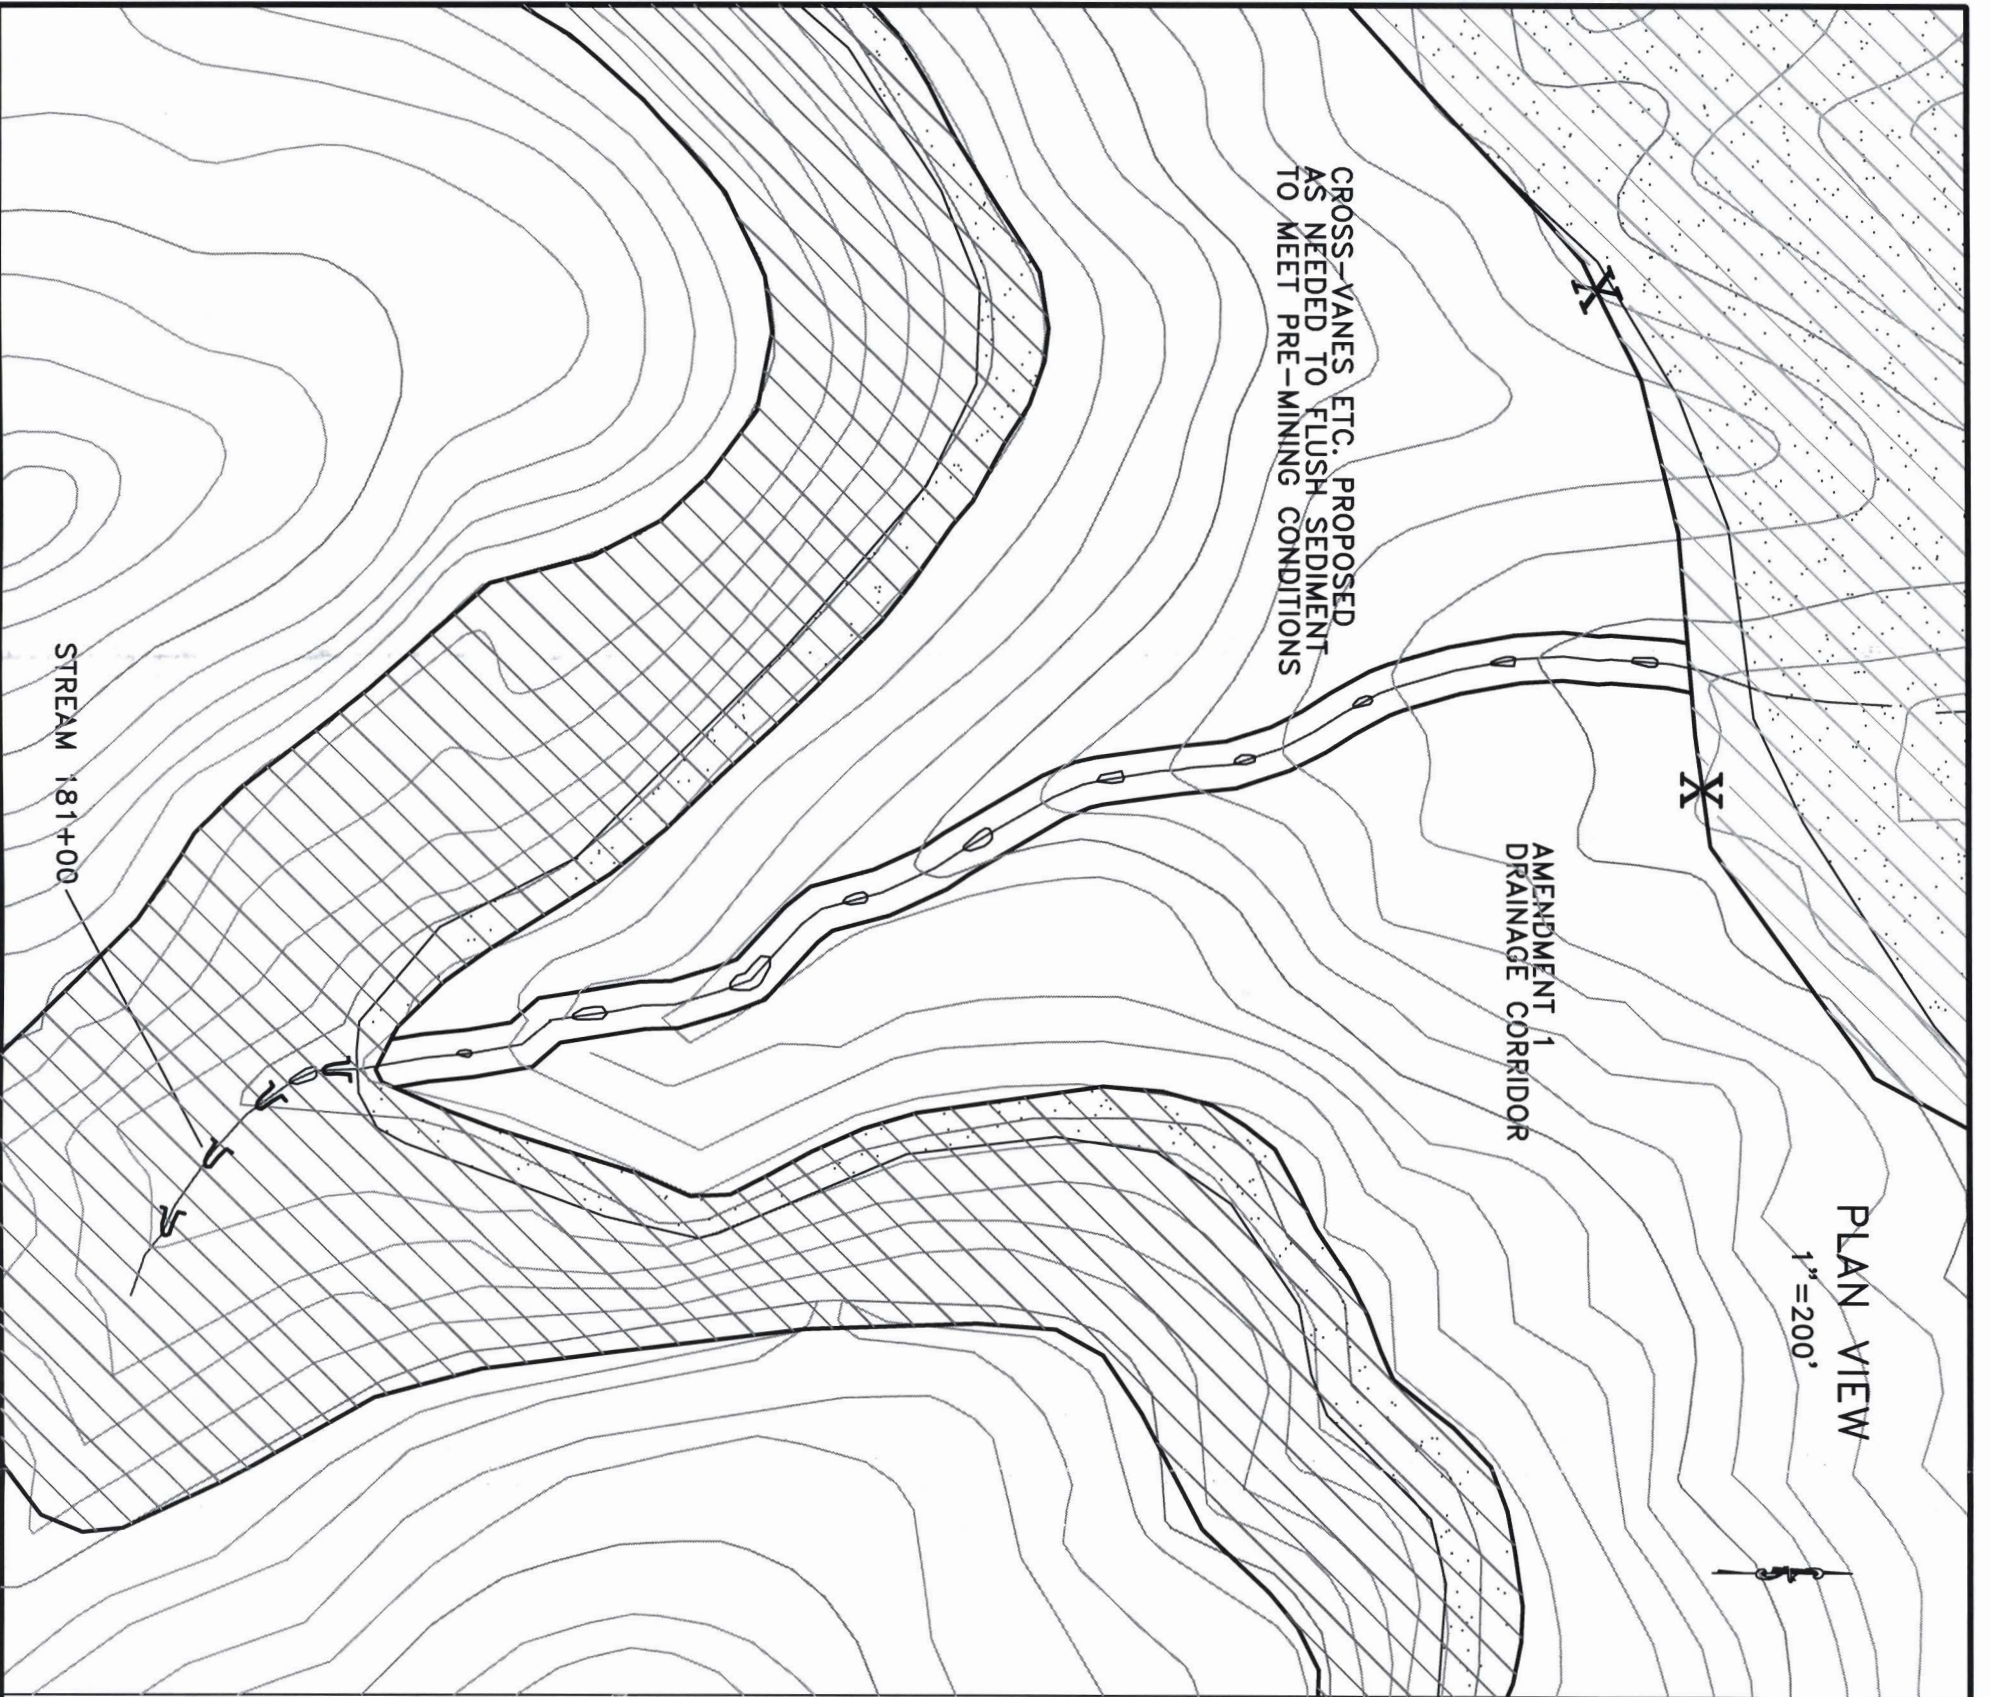 PLAN VIEW
1"=200'
AMENDMENT 1
DRAINAGE CORRIDOR
CROSS-VANES ETC. PROPOSED
AS NEEDED TO FLUSH SEDIMENT
TO MEET PRE-MINING CONDITIONS
X
X
STREAM 181+00